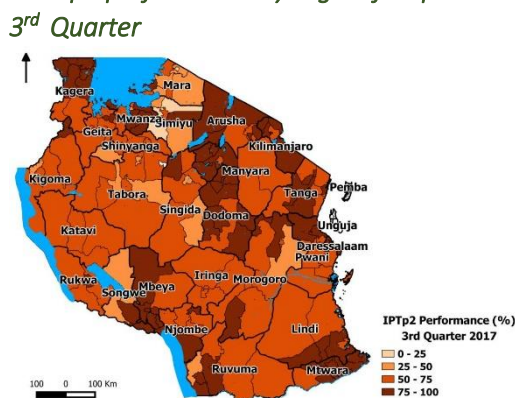 3rd Quarter
Kagera
Mara
Mwanza
Simiyu
Arusha
Geita
Shinyanga
Kilimanjaro
Kigoma
Manyara
Tabora
Tanga
Pemba
Singida
Dodoma
Unguja
Katavi
Daressalaam
Pwani
Rukwa
Iringa
Morogoro
Songwe
Mbeya
Njombe
Lindi
Ruvuma
Mtwara
IPTp2 Performance (%)
3rd Quarter 2017
0 - 25
25 - 50
50 - 75
75 - 100
100 0 100 Km